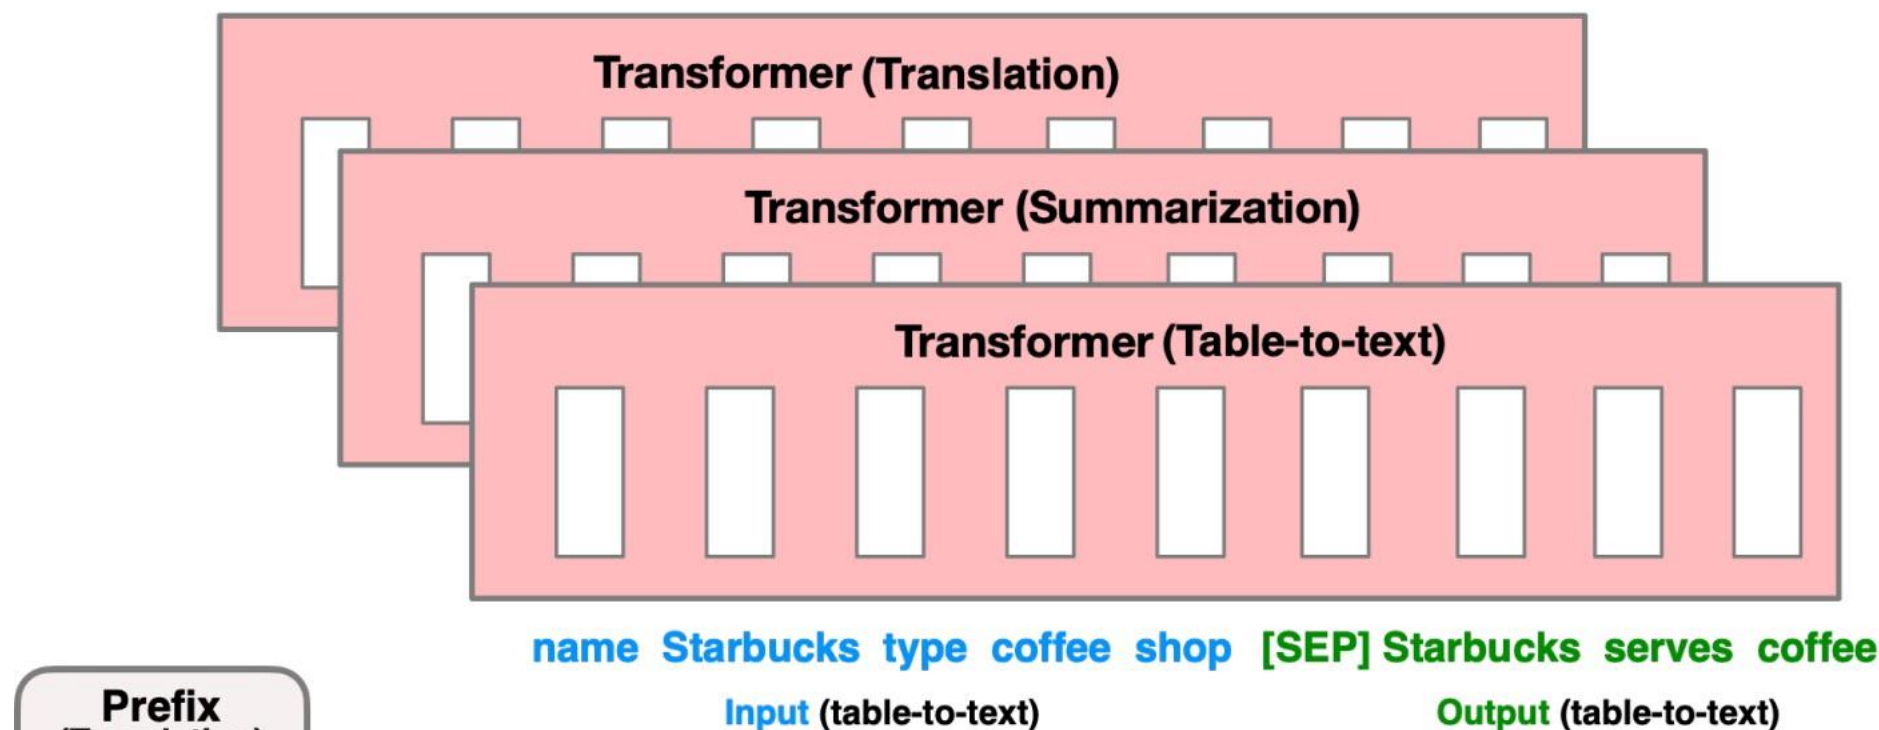 Transformer (Translation)
Transformer (Summarization)
Transformer (Table-to-text)
name Starbucks type coffee shop [SEP] Starbucks serves coffee
Prefix
Input (table-to-text) Output (table-to-text)